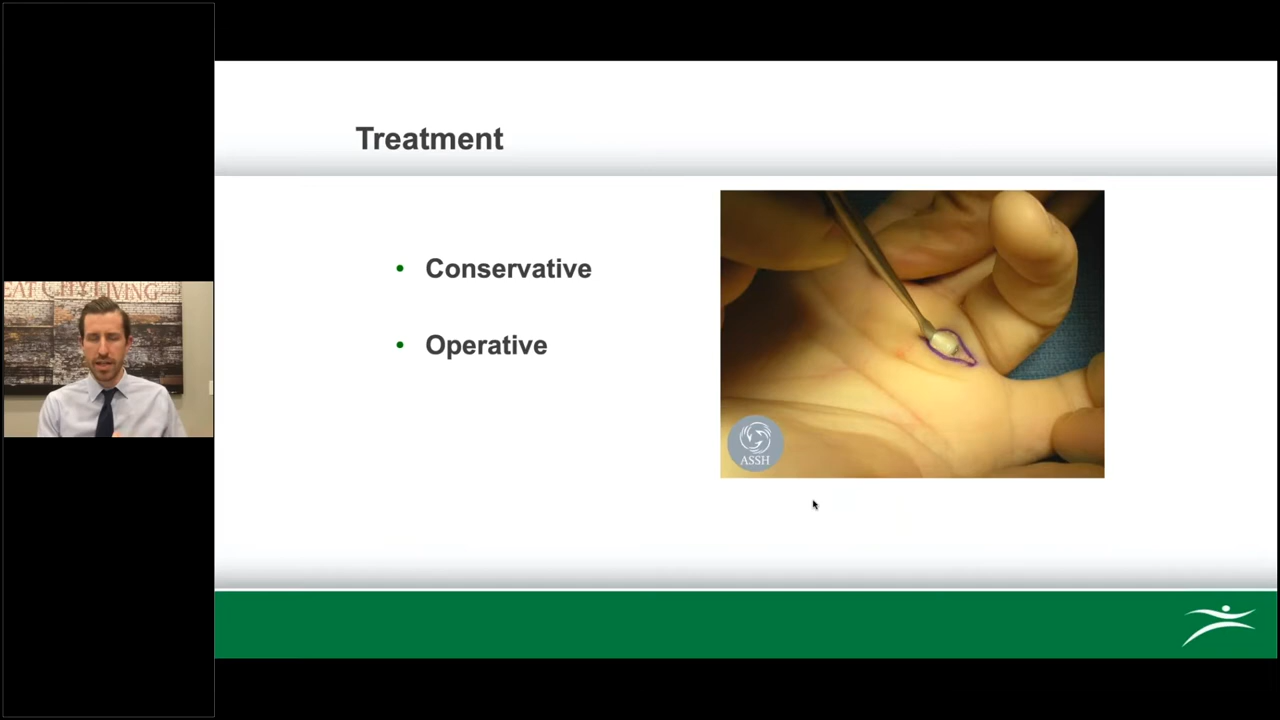 Treatment
• Conservative
• Operative
ASSH